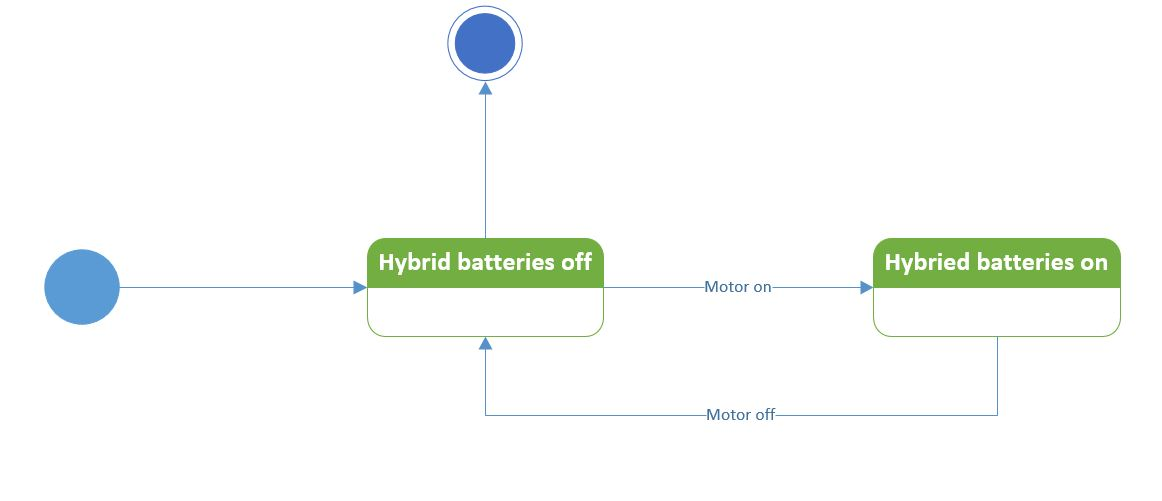 Hybrid batteries off
Hybried batteries on
Motor on
Motor off